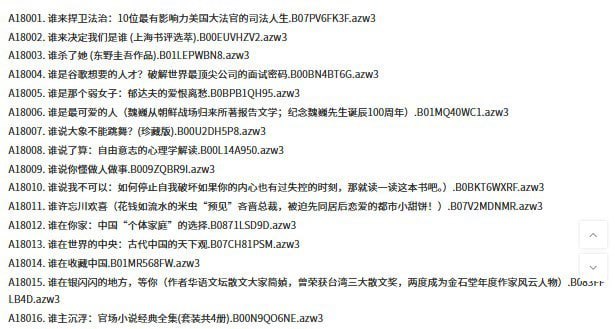 A18001. 谁来捍卫法治：10位最有影响力美国大法官的司法人生.B07PV6FK3F.azw3
A18002. 谁来决定我们是谁 (上海书评选萃).B00EUVHZV2.azw3
A18003. 谁杀了她 (东野圭吾作品).B01LEPWBN8.azw3
A18004. 谁是谷歌想要的人才？破解世界最顶尖公司的面试密码.B00BN4BT6G.azw3
A18005. 谁是那个弱女子：郁达夫的爱恨离愁.B0BPB1QH95.azw3
A18006. 谁是最可爱的人（魏巍从朝鲜战场归来所著报告文学；纪念魏巍先生诞辰100周年）.B01MQ40WC1.azw3
A18007. 谁说大象不能跳舞？(珍藏版).B00U2DH5P8.azw3
A18008. 谁说了算：自由意志的心理学解读.B00L14A950.azw3
A18009. 谁说你懂做人做事.B009ZQBR9I.azw3
A18010. 谁说我不可以：如何停止自我破坏如果你的内心也有过失控的时刻，那就读一读这本书吧。）.B0BKT6WXRF.azw3
A18011. 谁许忘川欢喜（花钱如流水的米虫“预见”吝啬总裁，被迫先同居后恋爱的都市小甜饼！）.B07V2MDNMR.azw3
A18012. 谁在你家：中国“个体家庭”的选择.B0871LSD9D.azw3
A18013. 谁在世界的中央：古代中国的天下观.B07CH81PSM.azw3
A18014. 谁在收藏中国.B01MR568FW.azw3
A18015. 谁在银闪闪的地方，等你（作者华语文坛散文大家简媜，曾荣获台湾三大散文奖，两度成为金石堂年度作家风云人物）.B083FF
LB4D.azw3
A18016. 谁主沉浮：官场小说经典全集(套装共4册).B00N9QO6NE.azw3